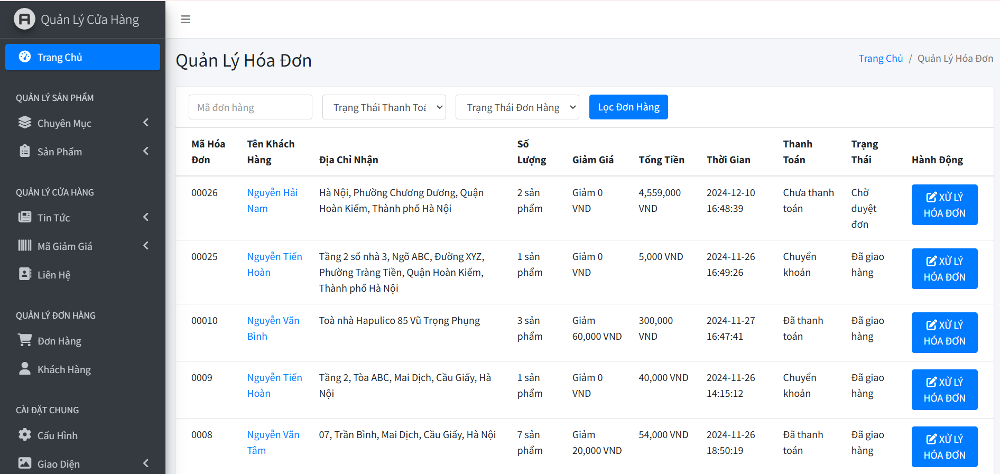 Quản Lý Cửa Hàng
Trang Chủ
QUẢN LÝ SẢN PHẨM
Chuyên Mục
Sản Phẩm
QUẢN LÝ CỬA HÀNG
Tin Tức
Mã Giảm Giá
Liên Hệ
QUẢN LÝ ĐƠN HÀNG
Đơn Hàng
Khách Hàng
CÀI ĐẶT CHUNG
Cấu Hình
Giao Diện
Quản Lý Hóa Đơn
Trang Chủ / Quản Lý Hóa Đơn
Mã đơn hàng
Trạng Thái Thanh Toá
Trạng Thái Đơn Hàng
Lọc Đơn Hàng
Mã Hóa
Đơn
Tên Khách
Hàng
Địa Chỉ Nhận
Số
Lượng
Giảm Giá
Tổng Tiền
Thời Gian
Thanh
Toán
Trạng
Thái
Hành Động
00026
Nguyễn Hải
Nam
Hà Nội, Phường Chương Dương, Quận
Hoàn Kiếm, Thành phố Hà Nội
2 sản
phẩm
Giảm 0
VND
4,559,000
VND
2024-12-10
16:48:39
Chưa thanh
toán
Chờ
duyệt
đơn
XỬ LÝ
HÓA ĐƠN
00025
Nguyễn Tiến
Hoàn
Tầng 2 số nhà 3, Ngõ ABC, Đường XYZ,
Phường Tràng Tiền, Quận Hoàn Kiếm,
Thành phố Hà Nội
1 sản
phẩm
Giảm 0
VND
5,000 VND
2024-11-26
16:49:26
Chuyển
khoản
Đã giao
hàng
XỬ LÝ
HÓA ĐƠN
00010
Nguyễn Văn
Bình
Toà nhà Hapulico 85 Vũ Trọng Phụng
3 sản
phẩm
Giảm
60,000 VND
300,000
VND
2024-11-27
16:47:41
Đã thanh
toán
Đã giao
hàng
XỬ LÝ
HÓA ĐƠN
0009
Nguyễn Tiến
Hoàn
Tầng 2, Tòa ABC, Mai Dịch, Cầu Giấy, Hà
Nội
1 sản
phẩm
Giảm 0
VND
40,000 VND
2024-11-26
14:15:12
Chuyển
khoản
Đã giao
hàng
XỬ LÝ
HÓA ĐƠN
0008
Nguyễn Văn
Tâm
07, Trần Bình, Mai Dịch, Cầu Giấy, Hà Nội
7 sản
phẩm
Giảm
20,000 VND
54,000 VND
2024-11-26
18:50:19
Đã thanh
toán
Đã giao
hàng
XỬ LÝ
HÓA ĐƠN